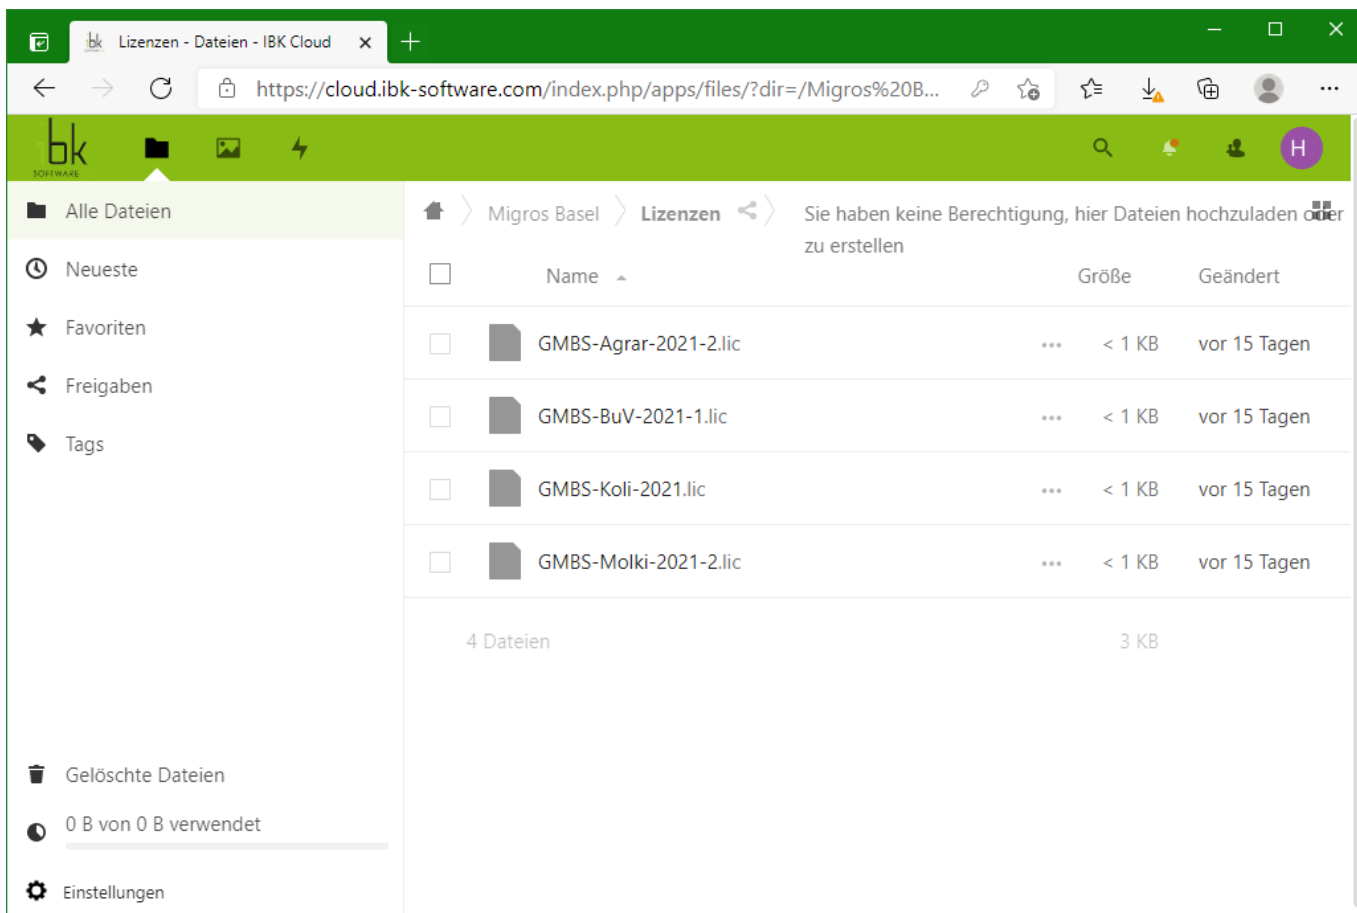 bk Lizenzen - Dateien - IBK Cloud
https://cloud.ibk-software.com/index.php/apps/files/?dir=/Migros%20B...
bk
SOFTWARE
H
Alle Dateien
Neueste
Favoriten
Freigaben
Tags
Migros Basel Lizenzen Sie haben keine Berechtigung, hier Dateien hochzuladen oder
zu erstellen
Name Größe Geändert
GMBS-Agrar-2021-2.lic ... < 1 KB vor 15 Tagen
GMBS-BuV-2021-1.lic ... < 1 KB vor 15 Tagen
GMBS-Koli-2021.lic ... < 1 KB vor 15 Tagen
GMBS-Molki-2021-2.lic ... < 1 KB vor 15 Tagen
4 Dateien 3 KB
Gelöschte Dateien
0 B von 0 B verwendet
Einstellungen